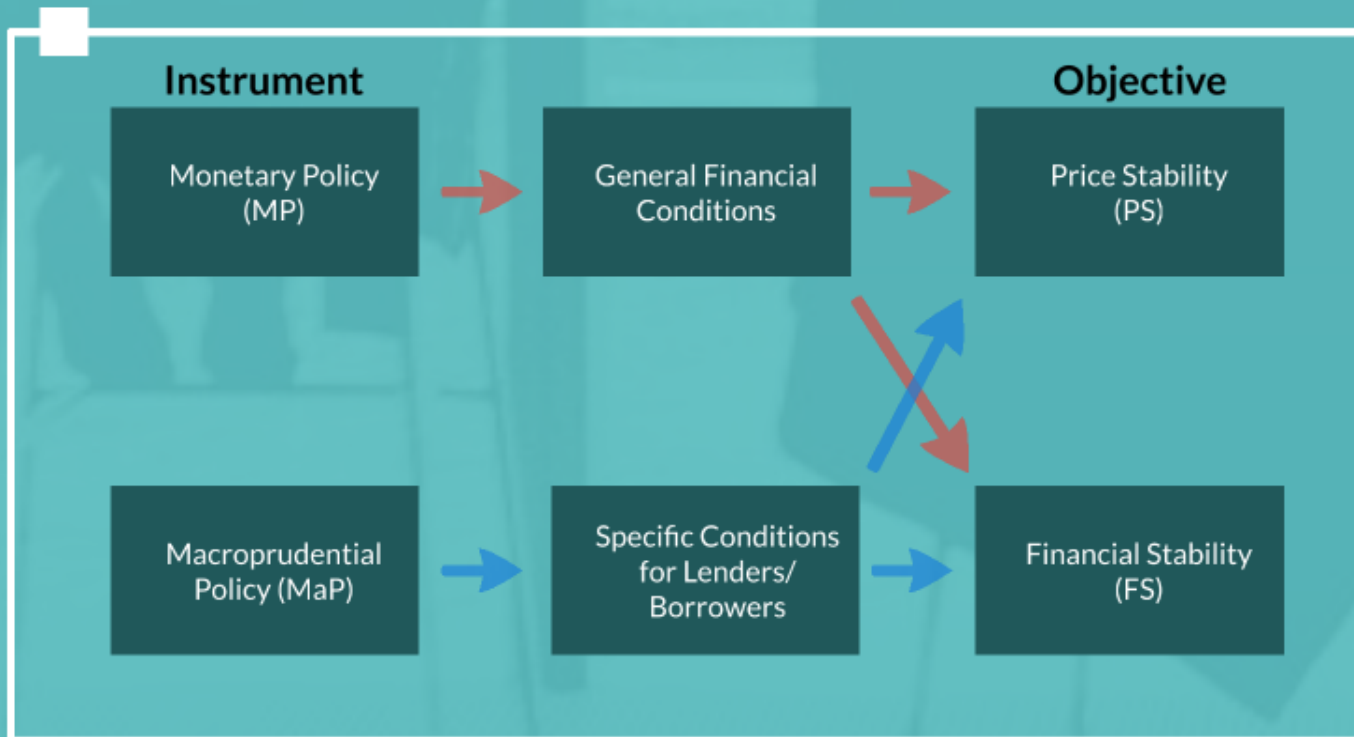 Instrument
Objective
Monetary Policy
(MP)
General Financial
Conditions
Price Stability
(PS)
Macroprudential
Policy (MaP)
Specific Conditions
for Lenders/
Borrowers
Financial Stability
(FS)